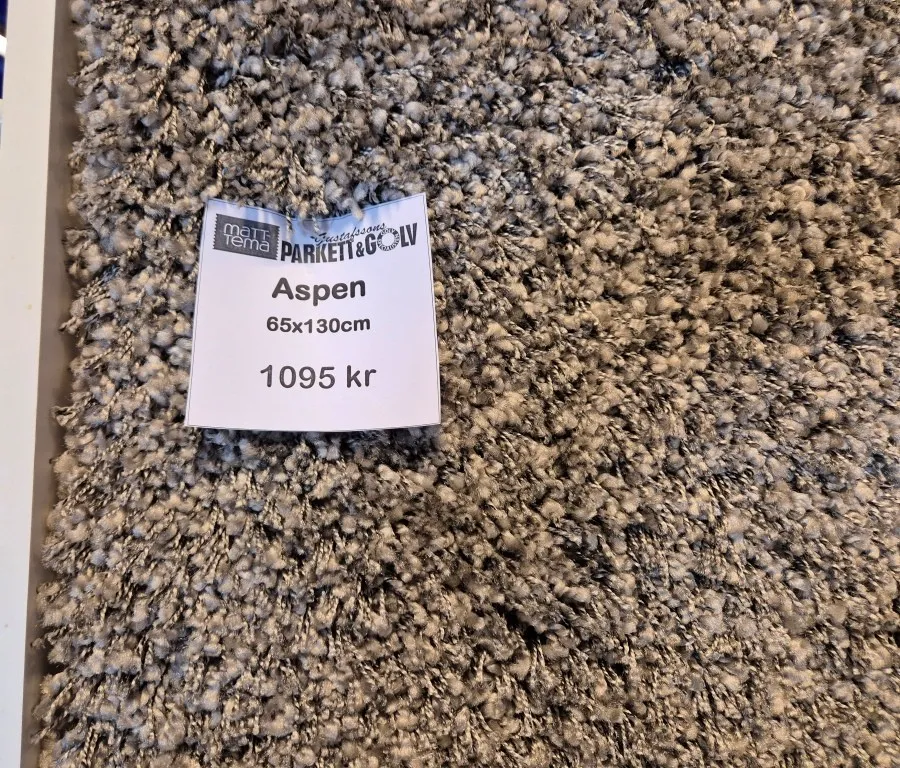 matt-
tema
Gustafssons
PARKETT&GOLV
Aspen
65x130cm
1095 kr